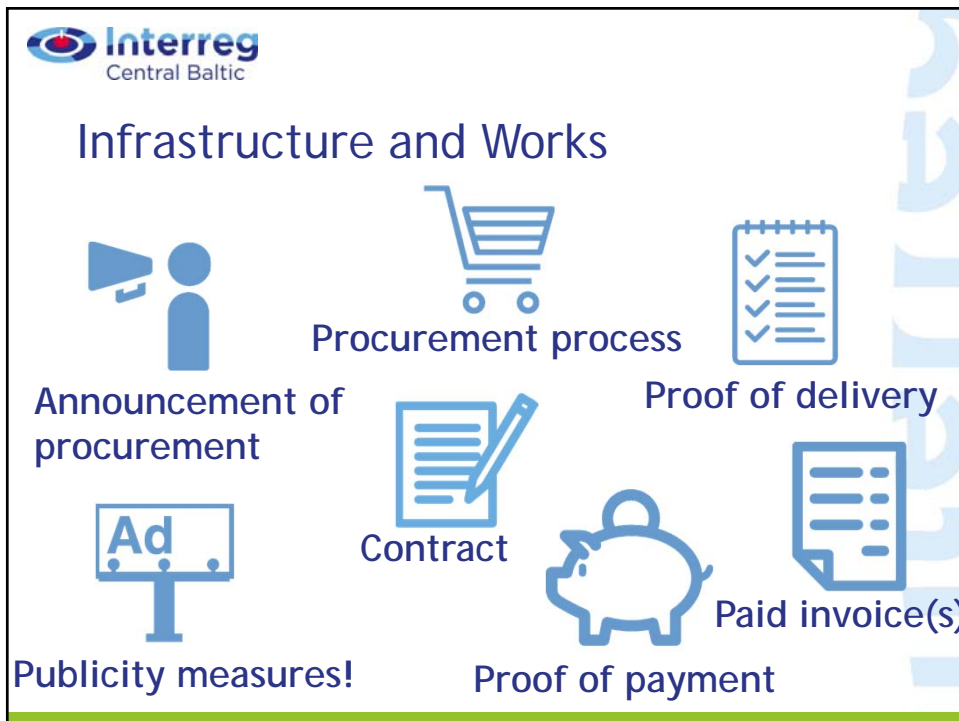 Interreg
Central Baltic
Infrastructure and Works
Procurement process
Announcement of
procurement
Proof of delivery
Ad
Contract
Paid invoice(s)
Publicity measures!
Proof of payment